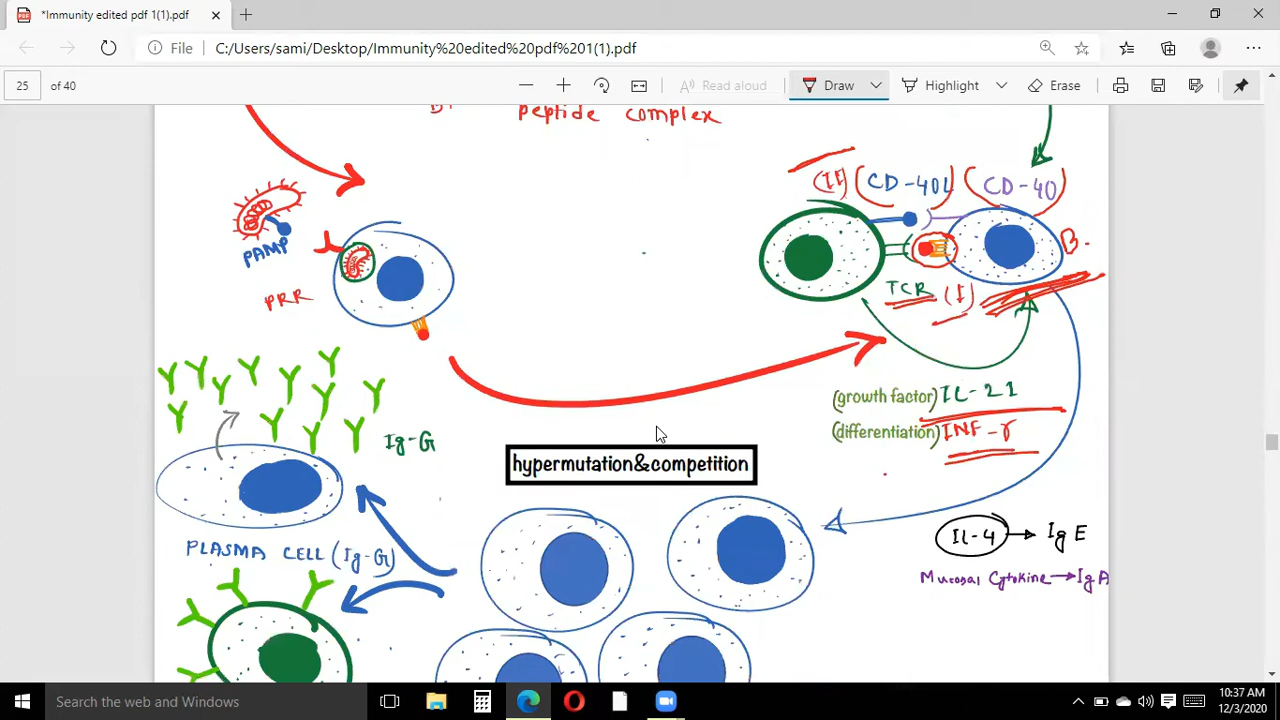 *Immunity edited pdf 1(1).pdf
File
C:/Users/sami/Desktop/Immunity%20edited%20pdf%201(1).pdf
25 of 40
Read aloud
Draw
Highlight
Erase
peptide complex
(II) (CD-40L) (CD-40)
PAMP
B.
PRR
TCR (I)
(growth factor) IL-21
(differentiation) INF-γ
Ig-G
hypermutation&competition
IL-4 → Ig E
PLASMA CELL (Ig-G)
Mucosal Cytokine → Ig A
Search the web and Windows
10:37 AM
12/3/2020